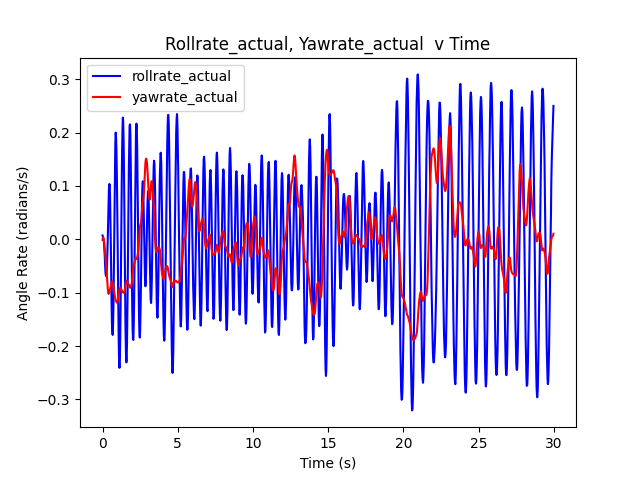 Rollrate_actual, Yawrate_actual  v Time
rollrate_actual
yawrate_actual
Angle Rate (radians/s)
0.3
0.2
0.1
0.0
−0.1
−0.2
−0.3
0 5 10 15 20 25 30
Time (s)